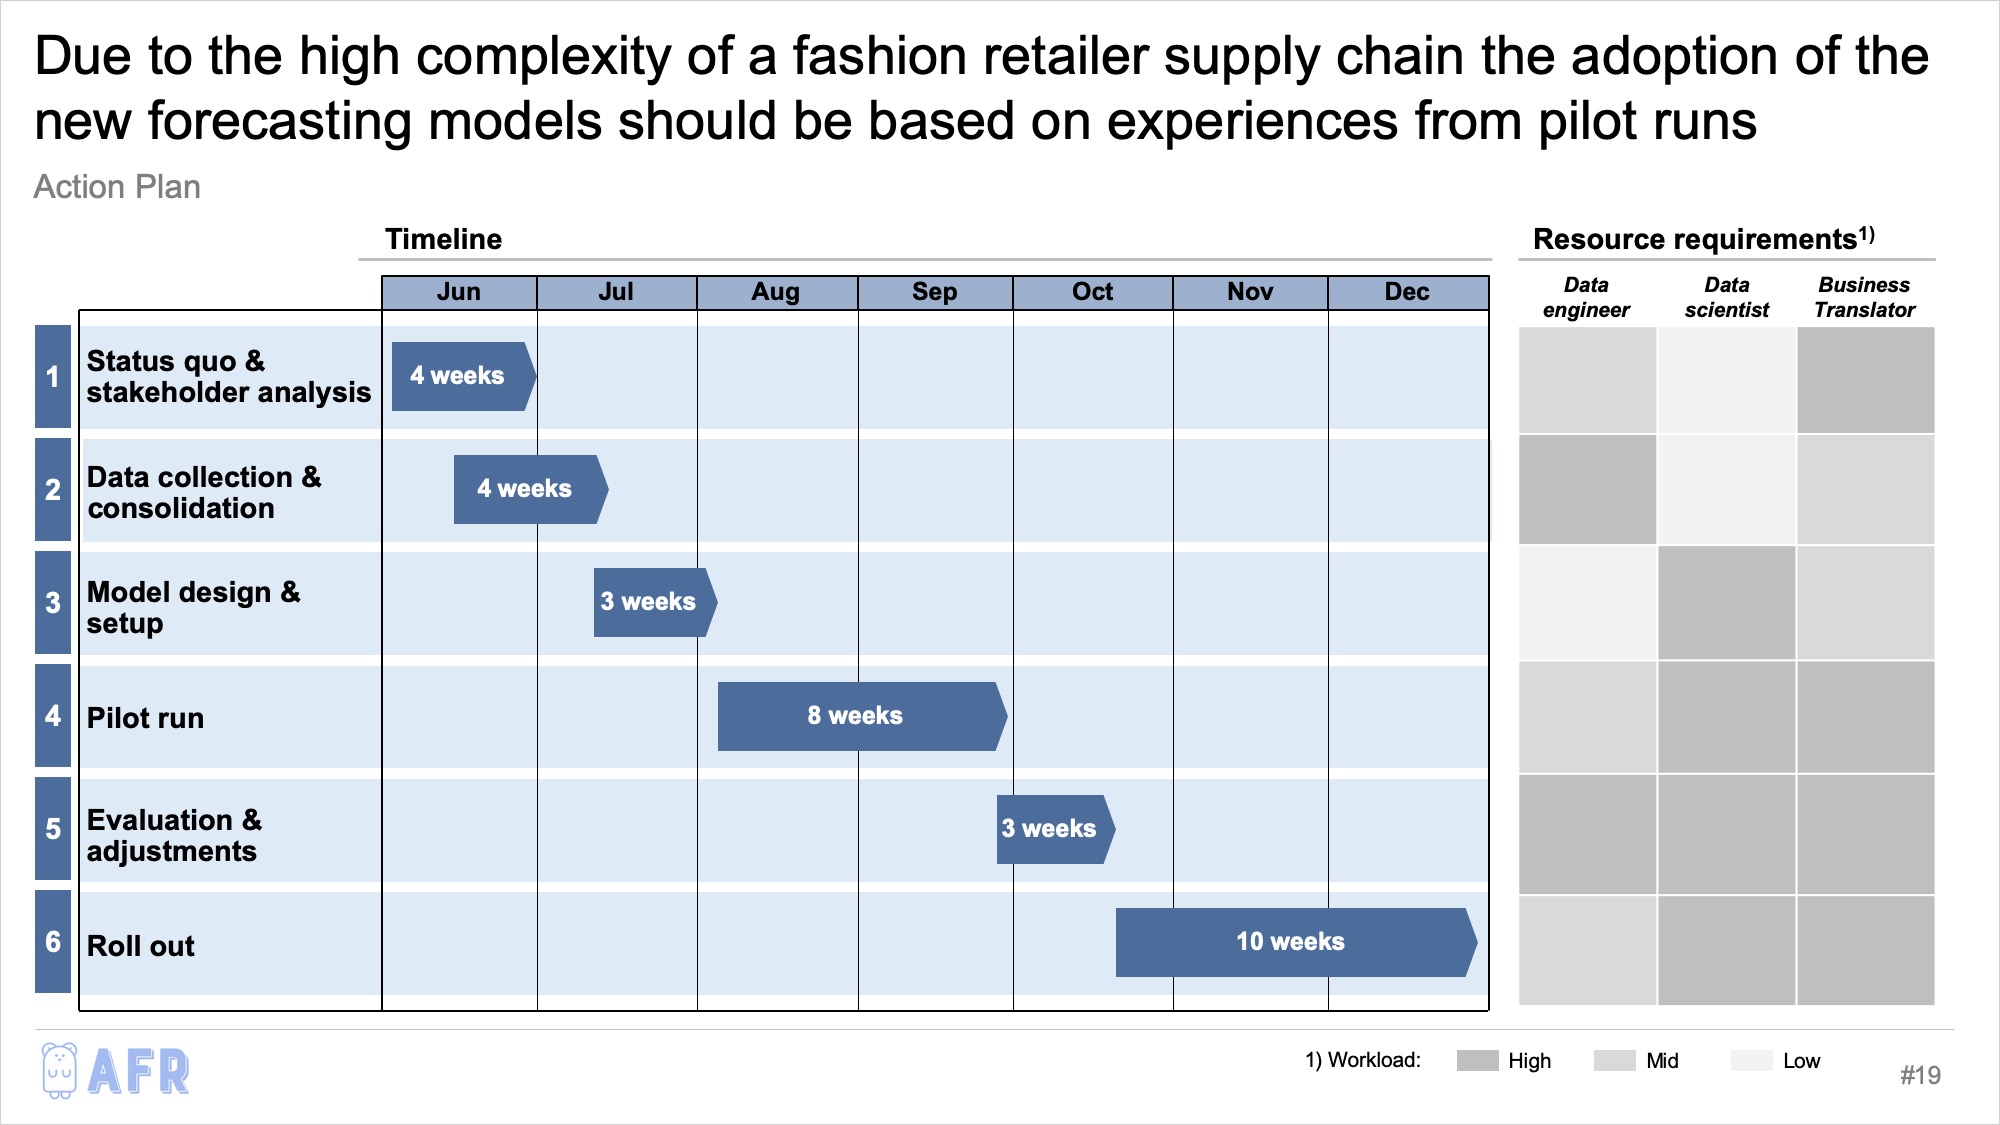 Due to the high complexity of a fashion retailer supply chain the adoption of the
new forecasting models should be based on experiences from pilot runs
Action Plan
Timeline
Resource requirements1)
Jun Jul Aug Sep Oct Nov Dec
Data engineer
Data scientist
Business Translator
1
Status quo &
stakeholder analysis
4 weeks
2
Data collection &
consolidation
4 weeks
3
Model design &
setup
3 weeks
4
Pilot run
8 weeks
5
Evaluation &
adjustments
3 weeks
6
Roll out
10 weeks
AFR
1) Workload: High Mid Low
#19